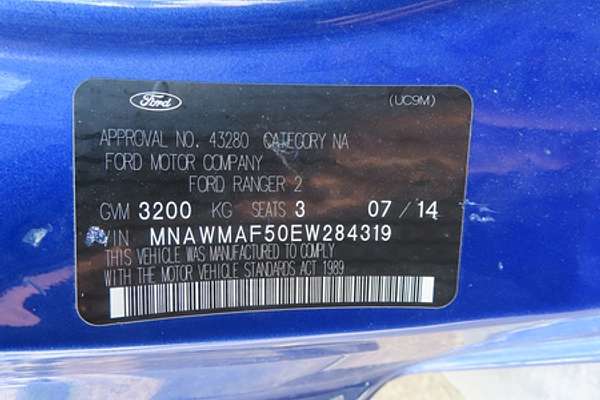 Ford (UC9M)
APPROVAL NO. 43280 CATEGORY NA
FORD MOTOR COMPANY
FORD RANGER 2
GVM 3200 KG SEATS 3 07 / 14
VIN MNAWMAF50EW284319
THIS VEHICLE WAS MANUFACTURED TO COMPLY
WITH THE MOTOR VEHICLE STANDARDS ACT 1989